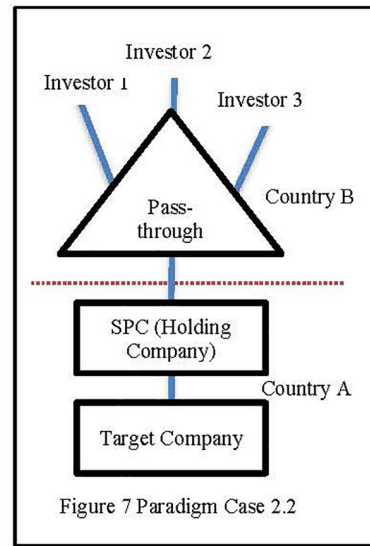 Investor 2
Investor 1
Investor 3
Pass-
through
Country B
SPC (Holding
Company)
Country A
Target Company
Figure 7 Paradigm Case 2.2